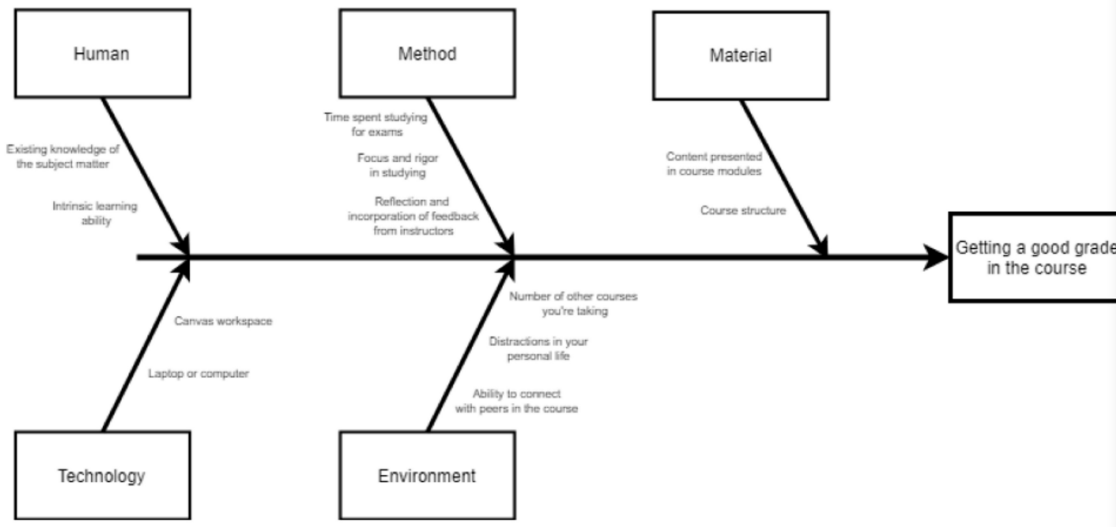 Human
Method
Material
Time spent studying
for exams
Existing knowledge of
the subject matter
Focus and rigor
in studying
Content presented
in course modules
Intrinsic learning
ability
Reflection and
incorporation of feedback
from instructors
Course structure
Getting a good grade
in the course
Canvas workspace
Number of other courses
you're taking
Laptop or computer
Distractions in your
personal life
Ability to connect
with peers in the course
Technology
Environment